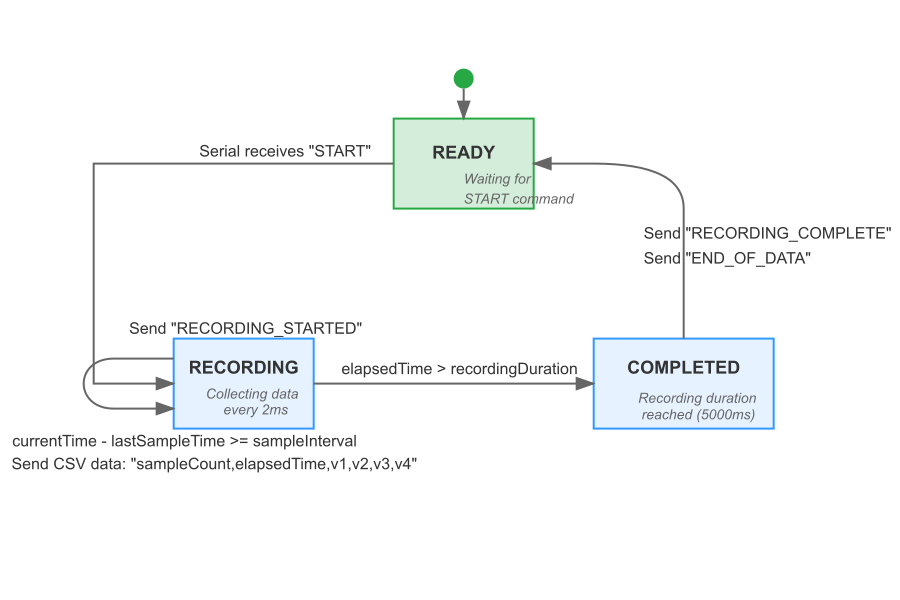 Serial receives "START"
READY
Waiting for
START command
Send "RECORDING_COMPLETE"
Send "END_OF_DATA"
Send "RECORDING_STARTED"
RECORDING
Collecting data
every 2ms
elapsedTime > recordingDuration
COMPLETED
Recording duration
reached (5000ms)
currentTime - lastSampleTime >= sampleInterval
Send CSV data: "sampleCount,elapsedTime,v1,v2,v3,v4"